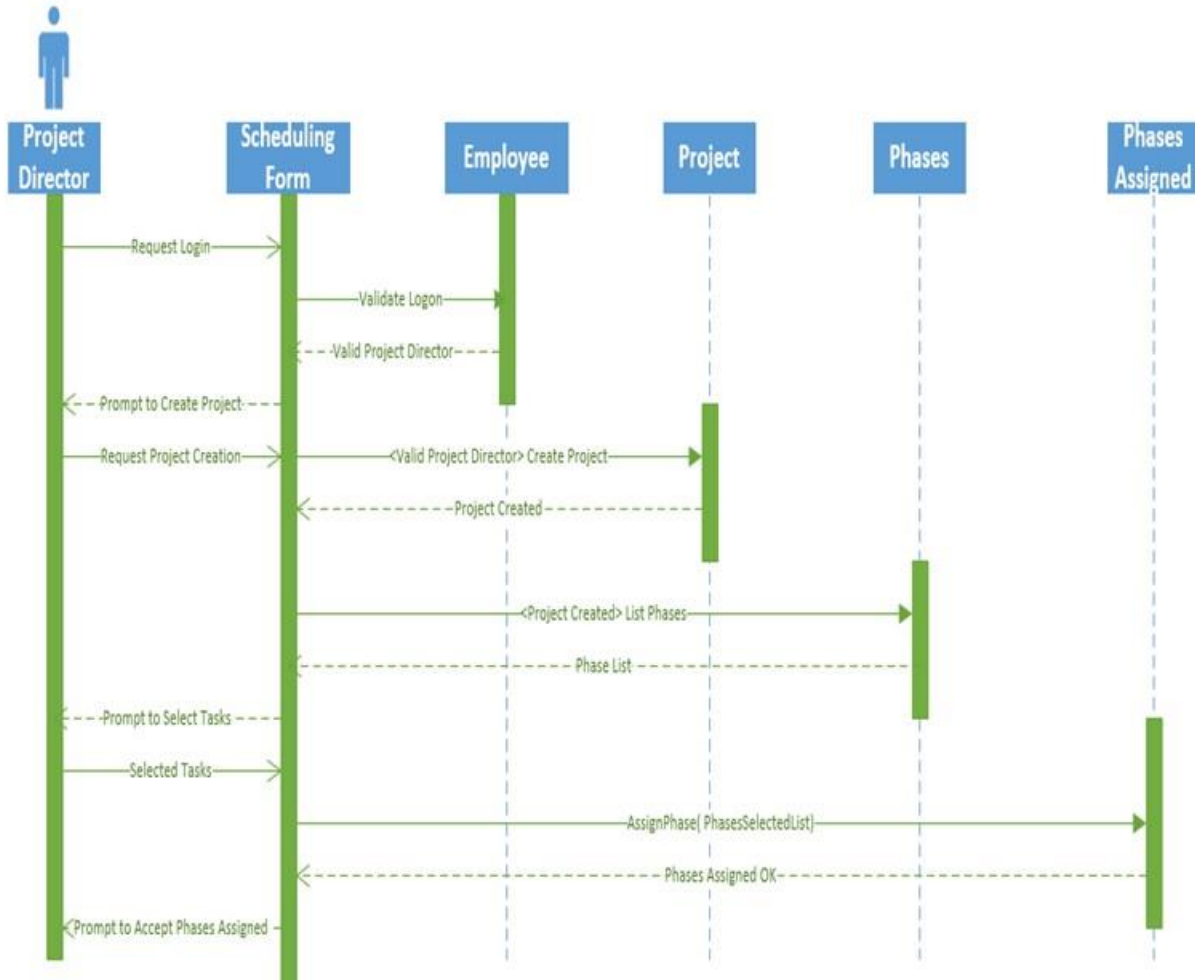 Project
Director
Scheduling
Form
Employee
Project
Phases
Phases
Assigned
Request Login
Validate Logon
Valid Project Director
Prompt to Create Project
Request Project Creation
<Valid Project Director> Create Project
Project Created
<Project Created> List Phases
Phase List
Prompt to Select Tasks
Selected Tasks
AssignPhase( PhasesSelectedList)
Phases Assigned OK
Prompt to Accept Phases Assigned